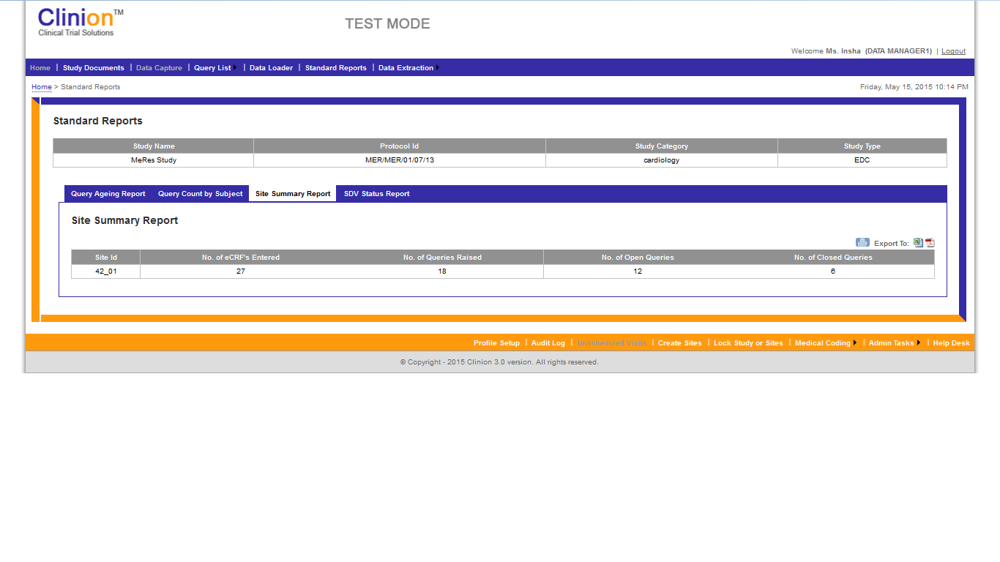 Clinion™
Clinical Trial Solutions
TEST MODE
Welcome Ms. Insha (DATA MANAGER1) | Logout
Home | Study Documents | Data Capture | Query List | Data Loader | Standard Reports | Data Extraction
Home > Standard Reports Friday, May 15, 2015 10:14 PM
Standard Reports
Study Name Protocol Id Study Category Study Type
MeRes Study MER/MER/01/07/13 cardiology EDC
Query Ageing Report Query Count by Subject Site Summary Report SDV Status Report
Site Summary Report
Export To:
Site Id No. of eCRF's Entered No. of Queries Raised No. of Open Queries No. of Closed Queries
42_01 27 18 12 6
Profile Setup | Audit Log | Unscheduled Visits | Create Sites | Lock Study or Sites | Medical Coding | Admin Tasks | Help Desk
© Copyright - 2015 Clinion 3.0 version. All rights reserved.